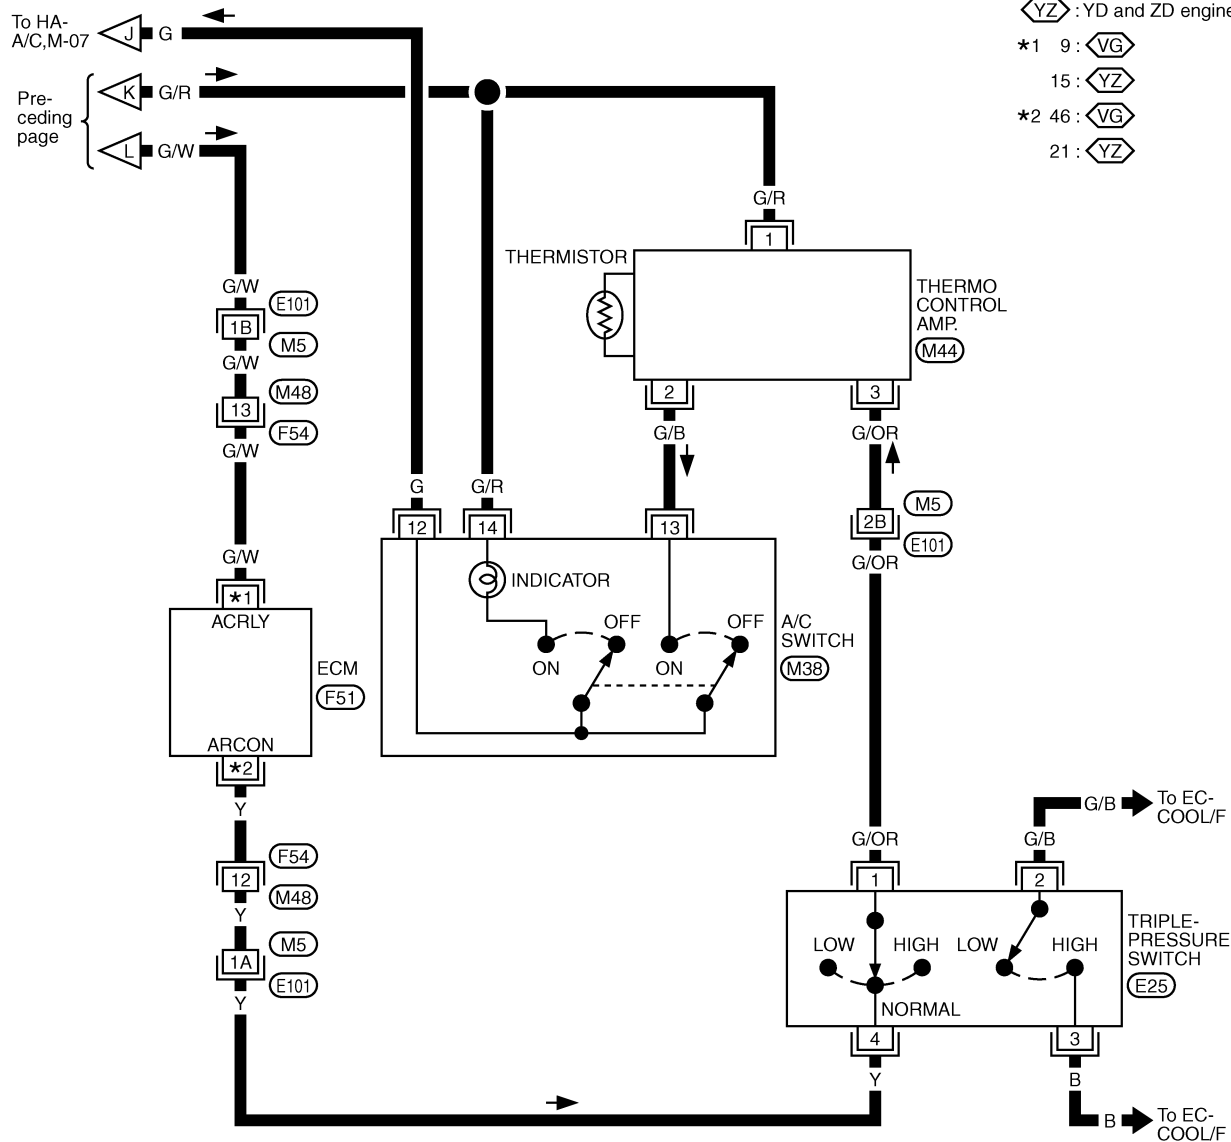 To HA-
A/C,M-07
J
G
Pre-
ceding
page
K
G/R
L
G/W
YZ : YD and ZD engine
*1 9 : VG
15 : YZ
*2 46 : VG
21 : YZ
G/R
1
THERMISTOR
THERMO
CONTROL
AMP.
M44
2
3
G/B
G/OR
M5
2B
E101
G/OR
G/W
E101
1B
M5
G/W
M48
13
F54
G/W
G/W
*1
ACRLY
ECM
F51
ARCON
*2
Y
F54
12
M48
Y
M5
1A
E101
Y
G
G/R
12
14
13
INDICATOR
OFF
ON
OFF
ON
A/C
SWITCH
M38
G/OR
G/B
G/B
To EC-
COOL/F
1
2
LOW
HIGH
NORMAL
LOW
HIGH
TRIPLE-
PRESSURE
SWITCH
E25
4
3
Y
B
B
To EC-
COOL/F